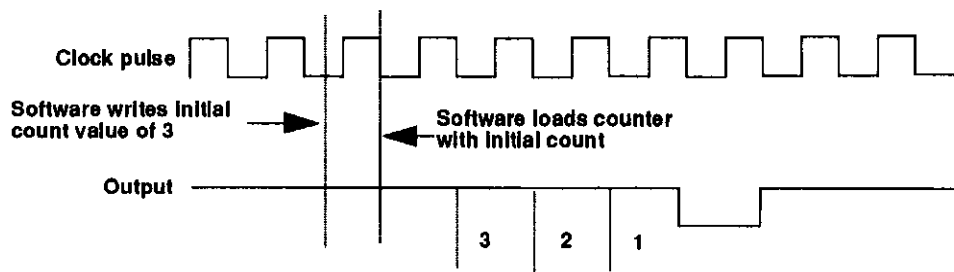 Clock pulse
Software writes initial
count value of 3
Software loads counter
with initial count
Output
3 2 1